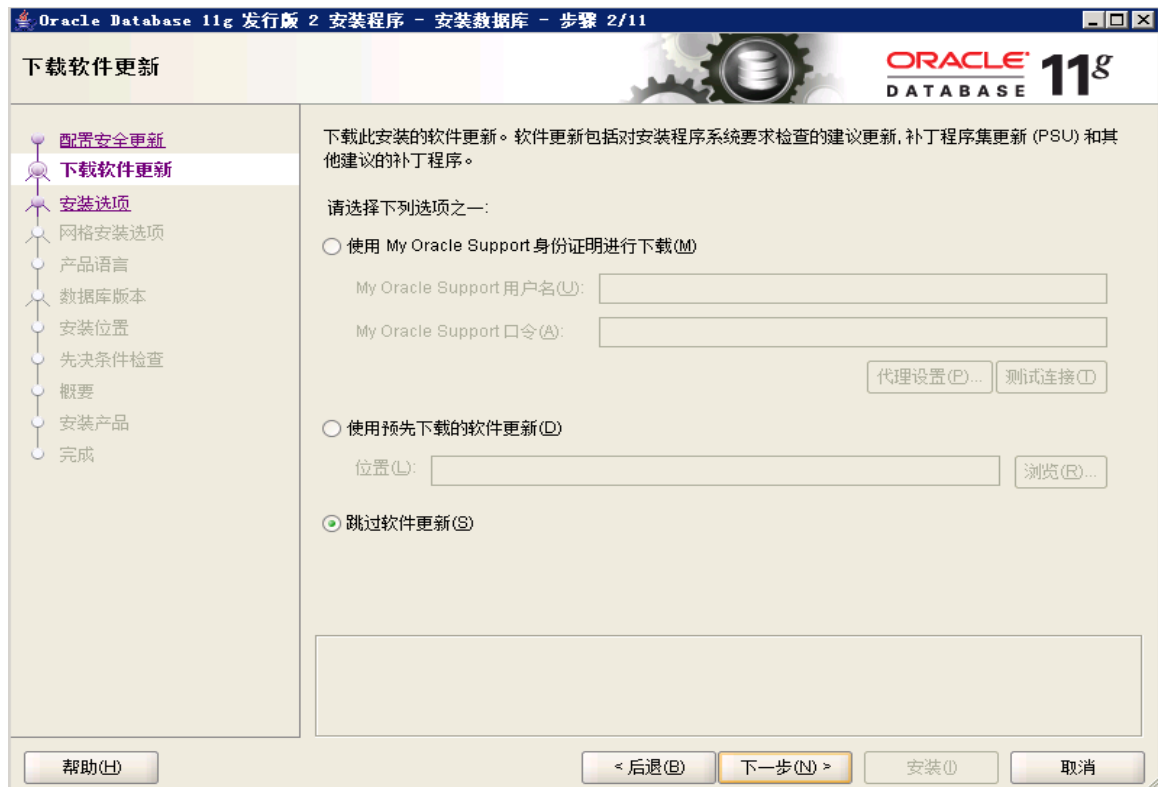 Oracle Database 11g 发行版 2 安装程序 - 安装数据库 - 步骤 2/11
下载软件更新
ORACLE
DATABASE
11g
配置安全更新
下载软件更新
安装选项
网格安装选项
产品语言
数据库版本
安装位置
先决条件检查
概要
安装产品
完成
下载此安装的软件更新。软件更新包括对安装程序系统要求检查的建议更新, 补丁程序集更新 (PSU) 和其
他建议的补丁程序。
请选择下列选项之一:
使用 My Oracle Support 身份证明进行下载(M)
My Oracle Support 用户名(U):
My Oracle Support 口令(A):
代理设置(P)... 测试连接(T)
使用预先下载的软件更新(D)
位置(L): 浏览(R)...
跳过软件更新(S)
帮助(H) < 后退(B) 下一步(N) > 安装(I) 取消